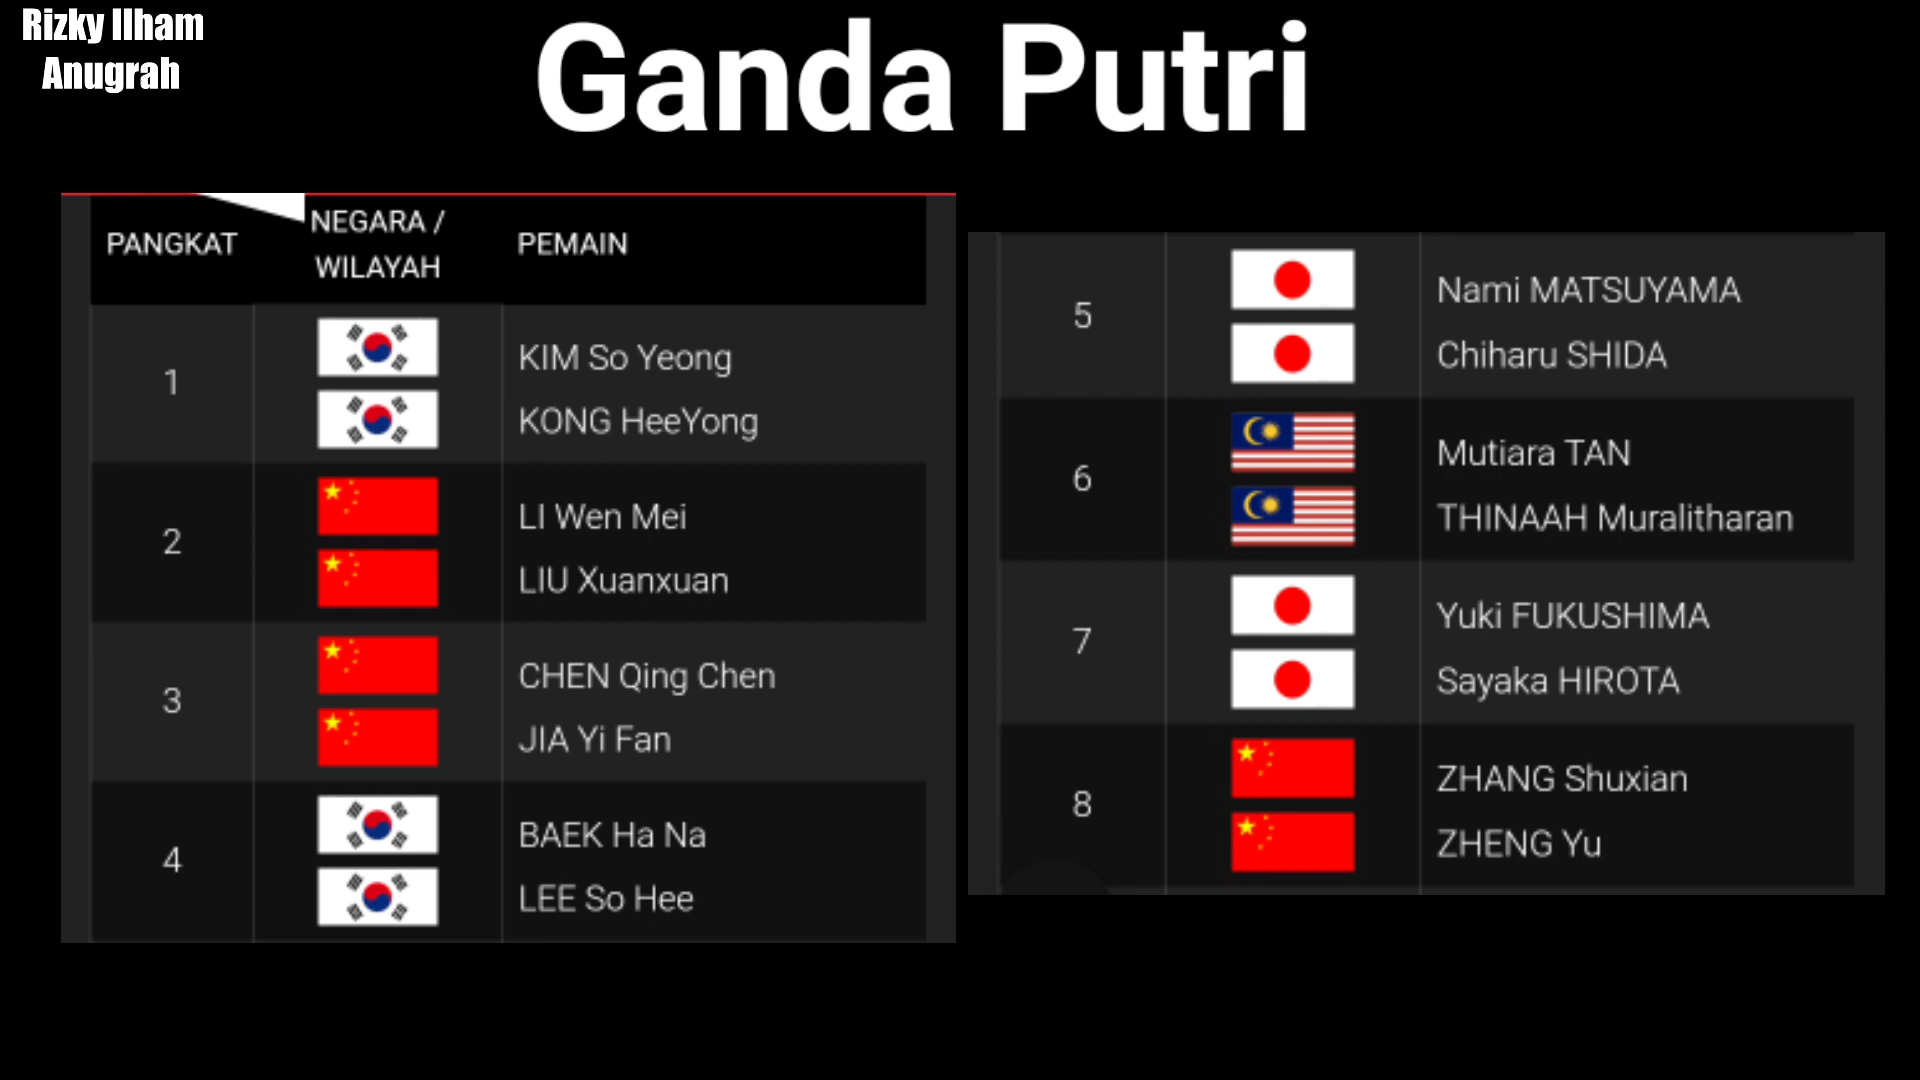 Rizky Ilham
Anugrah
Ganda Putri
PANGKAT
NEGARA /
WILAYAH
PEMAIN
1
KIM So Yeong
KONG HeeYong
2
LI Wen Mei
LIU Xuanxuan
3
CHEN Qing Chen
JIA Yi Fan
4
BAEK Ha Na
LEE So Hee
5
Nami MATSUYAMA
Chiharu SHIDA
6
Mutiara TAN
THINAAH Muralitharan
7
Yuki FUKUSHIMA
Sayaka HIROTA
8
ZHANG Shuxian
ZHENG Yu